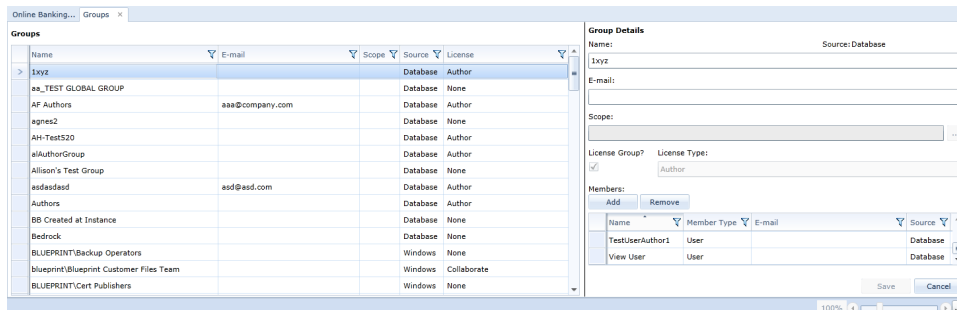 Online Banking... Groups ×
Groups
Name E-mail Scope Source License
1xyz Database Author
aa_TEST GLOBAL GROUP Database None
AF Authors aaa@company.com Database Author
agnes2 Database None
AH-Test520 Database Author
alAuthorGroup Database Author
Allison's Test Group Database None
asdasdasd asd@asd.com Database Author
Authors Database Author
BB Created at Instance Database None
Bedrock Database None
BLUEPRINT\Backup Operators Windows None
blueprint\Blueprint Customer Files Team Windows Collaborate
BLUEPRINT\Cert Publishers Windows None
Group Details
Name: Source: Database
1xyz
E-mail:
Scope:
...
License Group? License Type:
Author
Members:
Add Remove
Name Member Type E-mail Source
TestUserAuthor1 User Database
View User User Database
Save Cancel
100%